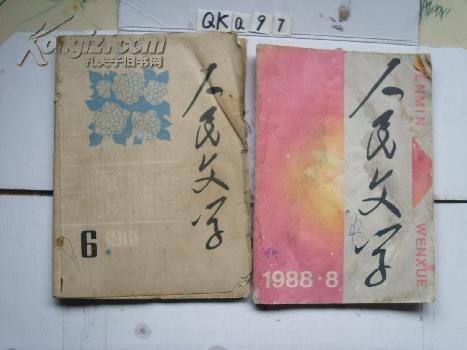 QKa97
Kongfz.com
孔夫子旧书网
人民文学
6
人民文学
RENMIN
WENXUE
1988·8